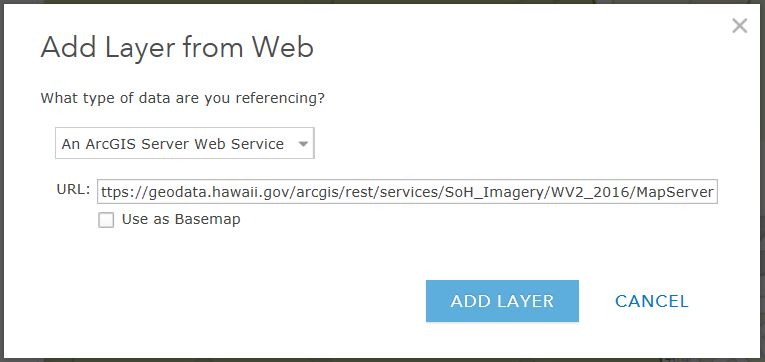 Add Layer from Web
What type of data are you referencing?
An ArcGIS Server Web Service
URL: ttps://geodata.hawaii.gov/arcgis/rest/services/SoH_Imagery/WV2_2016/MapServer
Use as Basemap
ADD LAYER CANCEL